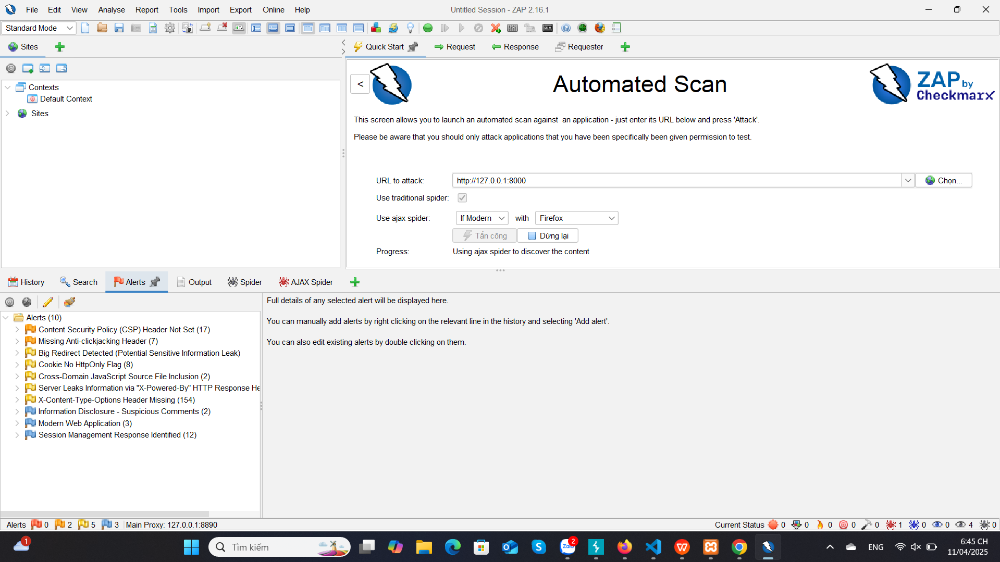 File Edit View Analyse Report Tools Import Export Online Help
Untitled Session - ZAP 2.16.1
Standard Mode
Sites
Quick Start Request Response Requester
<
Automated Scan
ZAP by
Checkmarx
Contexts
Default Context
Sites
This screen allows you to launch an automated scan against  an application - just enter its URL below and press 'Attack'.
Please be aware that you should only attack applications that you have been specifically been given permission to test.
URL to attack: http://127.0.0.1:8000 Chọn...
Use traditional spider:
Use ajax spider: If Modern with Firefox
Tấn công Dừng lại
Progress: Using ajax spider to discover the content
History Search Alerts Output Spider AJAX Spider
Alerts (10)
Content Security Policy (CSP) Header Not Set (17)
Missing Anti-clickjacking Header (7)
Big Redirect Detected (Potential Sensitive Information Leak)
Cookie No HttpOnly Flag (8)
Cross-Domain JavaScript Source File Inclusion (2)
Server Leaks Information via "X-Powered-By" HTTP Response He
X-Content-Type-Options Header Missing (154)
Information Disclosure - Suspicious Comments (2)
Modern Web Application (3)
Session Management Response Identified (12)
Full details of any selected alert will be displayed here.
You can manually add alerts by right clicking on the relevant line in the history and selecting 'Add alert'.
You can also edit existing alerts by double clicking on them.
Alerts 0 2 5 3 Main Proxy: 127.0.0.1:8890
Current Status 0 0 0 0 0 1 0 0 4 0
1
Tìm kiếm
Zalo 2
ENG
6:45 CH
11/04/2025